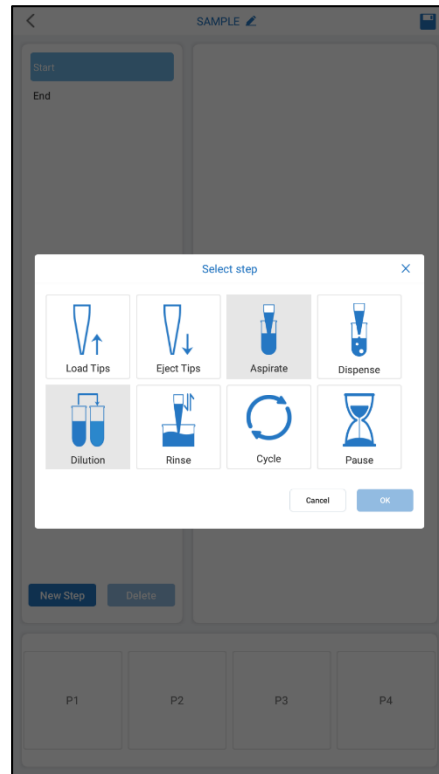 SAMPLE
Start
End
Select step
Load Tips
Eject Tips
Aspirate
Dispense
Dilution
Rinse
Cycle
Pause
Cancel
OK
New Step
Delete
P1
P2
P3
P4